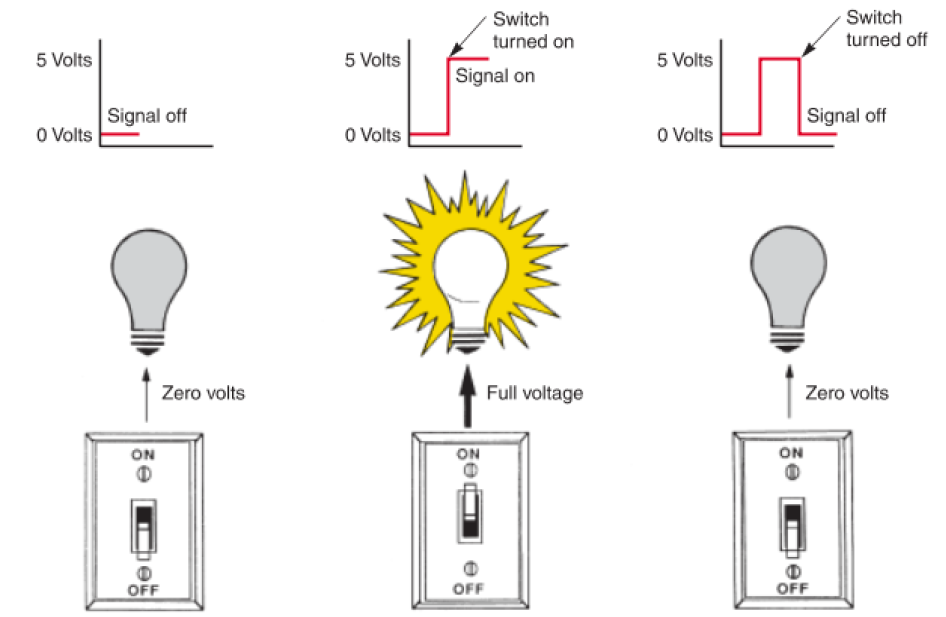 5 Volts
Signal off
0 Volts
Switch
turned on
5 Volts
Signal on
0 Volts
Switch
turned off
5 Volts
Signal off
0 Volts
Zero volts
Full voltage
Zero volts
ON
OFF
ON
OFF
ON
OFF